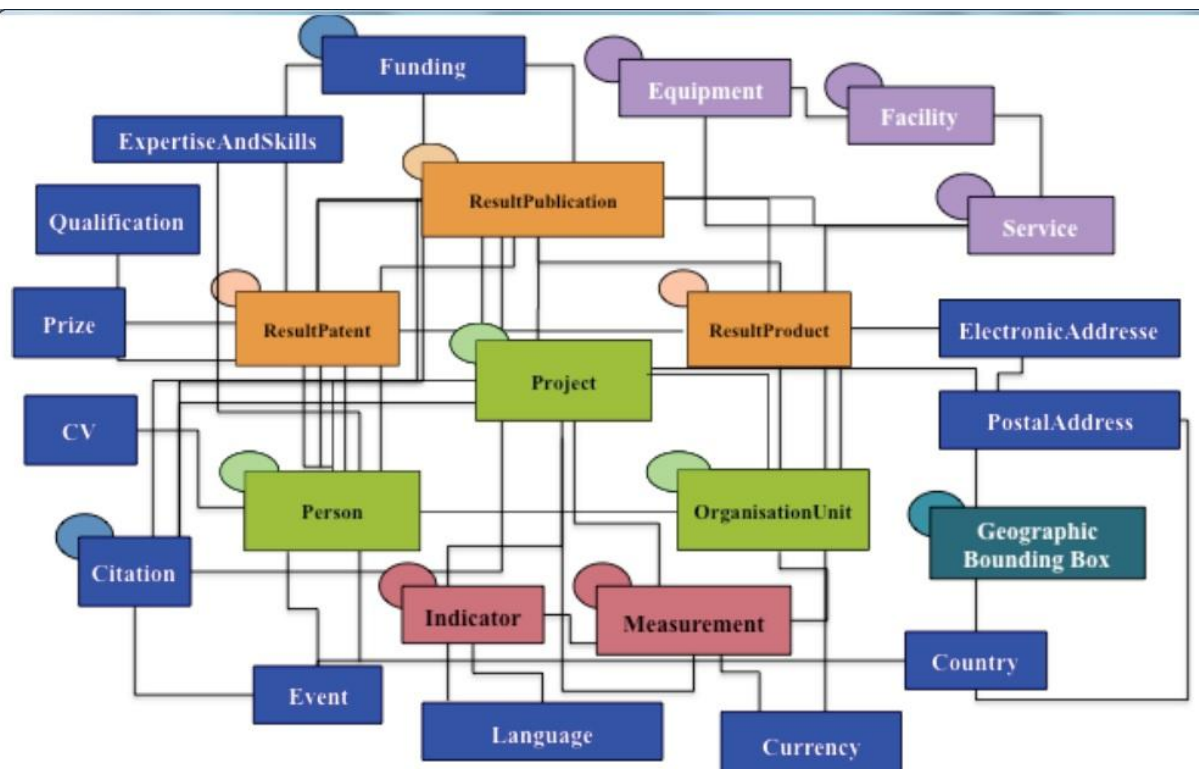 Funding
Equipment
Facility
ExpertiseAndSkills
ResultPublication
Qualification
Service
Prize
ResultPatent
ResultProduct
ElectronicAddresse
Project
CV
PostalAddress
Person
OrganisationUnit
Geographic
Bounding Box
Citation
Indicator
Measurement
Country
Event
Language
Currency